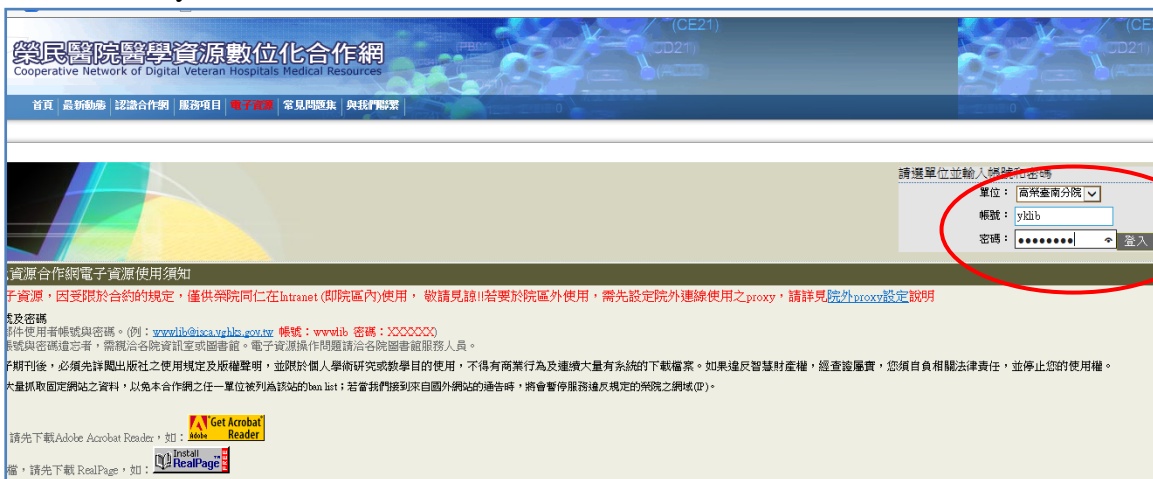 (CE21)
(CE
榮民醫院醫學資源數位化合作網
CD21)
CD21)
Cooperative Network of Digital Veteran Hospitals Medical Resources
首頁 最新動態 認識合作網 服務項目 電子資源 常見問題集 與我們聯繫
請選單位並輸入帳號和密碼
單位： 高榮臺南分院
帳號： yklib
密碼： ●●●●●●●● 登入
資源合作網電子資源使用須知
子資源，因受限於合約的規定，僅供榮院同仁在Intranet (即院區內)使用， 敬請見諒!!若要於院區外使用，需先設定院外連線使用之proxy，請詳見院外proxy設定說明
號及密碼
郵件使用者帳號與密碼。(例：wwwlib@isca.vghks.gov.tw 帳號：wwwlib 密碼：XXXXXXX)
帳號與密碼遺忘者，需親洽各院資訊室或圖書館。電子資源操作問題請洽各院圖書館服務人員。
子期刊後，必須先詳閱出版社之使用規定及版權聲明，並限於個人學術研究或教學目的使用，不得有商業行為及連續大量有系統的下載檔案。如果違反智慧財產權，經查證屬實，您須自負相關法律責任，並停止您的使用權。
大量抓取固定網站之資料，以免本合作網之任一單位被列為該站的ban list；若當我們接到來自國外網站的通告時，將會暫停服務違反規定的榮院之網域(IP)。
請先下載Adobe Acrobat Reader，如： Adobe Get Acrobat Reader
檔，請先下載 RealPage，如： Install RealPage FREE